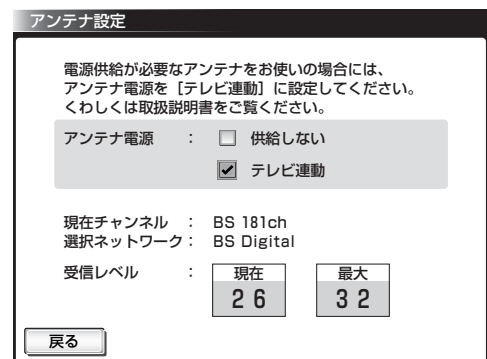 アンテナ設定
電源供給が必要なアンテナをお使いの場合には、
アンテナ電源を［テレビ連動］に設定してください。
くわしくは取扱説明書をご覧ください。
アンテナ電源 ： 供給しない
テレビ連動
現在チャンネル ： BS 181ch
選択ネットワーク： BS Digital
受信レベル ： 現在 最大
26 32
戻る